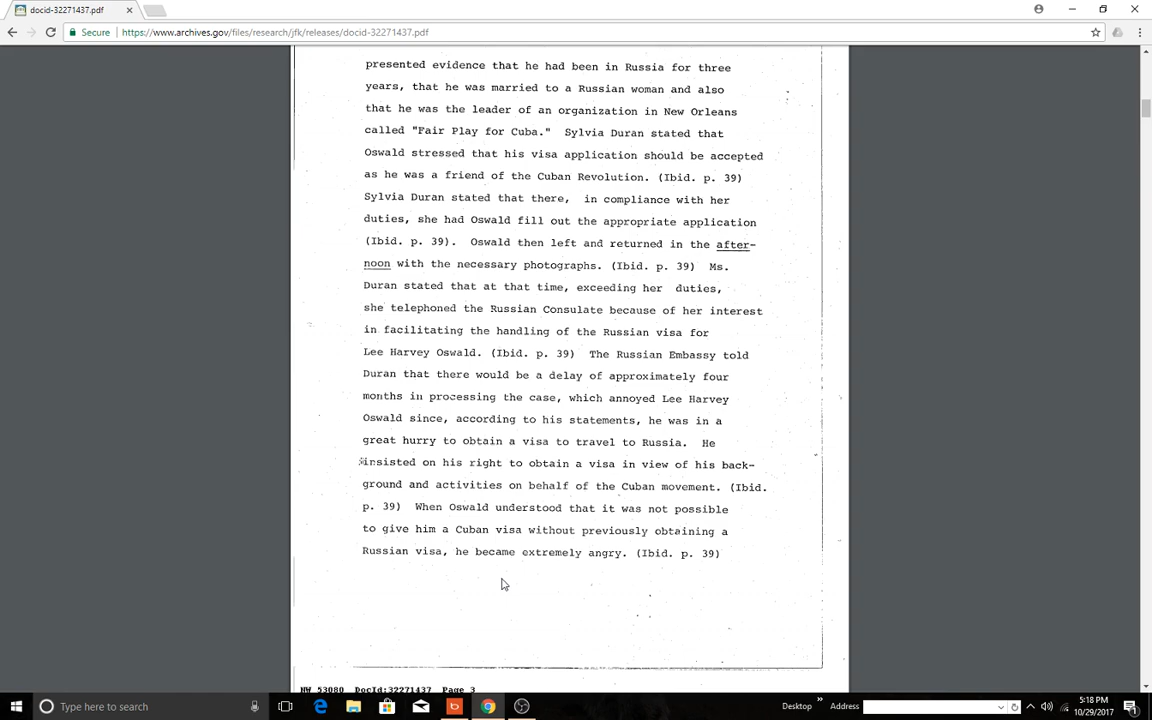 docid-32271437.pdf
Secure
https://www.archives.gov/files/research/jfk/releases/docid-32271437.pdf
presented evidence that he had been in Russia for three
years, that he was married to a Russian woman and also
that he was the leader of an organization in New Orleans
called "Fair Play for Cuba." Sylvia Duran stated that
Oswald stressed that his visa application should be accepted
as he was a friend of the Cuban Revolution. (Ibid. p. 39)
Sylvia Duran stated that there, in compliance with her
duties, she had Oswald fill out the appropriate application
(Ibid. p. 39). Oswald then left and returned in the after-
noon with the necessary photographs. (Ibid. p. 39) Ms.
Duran stated that at that time, exceeding her duties,
she telephoned the Russian Consulate because of her interest
in facilitating the handling of the Russian visa for
Lee Harvey Oswald. (Ibid. p. 39) The Russian Embassy told
Duran that there would be a delay of approximately four
months in processing the case, which annoyed Lee Harvey
Oswald since, according to his statements, he was in a
great hurry to obtain a visa to travel to Russia. He
insisted on his right to obtain a visa in view of his back-
ground and activities on behalf of the Cuban movement. (Ibid.
p. 39) When Oswald understood that it was not possible
to give him a Cuban visa without previously obtaining a
Russian visa, he became extremely angry. (Ibid. p. 39)
NW 53080 DocId:32271437 Page 3
Type here to search
Desktop
Address
5:18 PM
10/29/2017